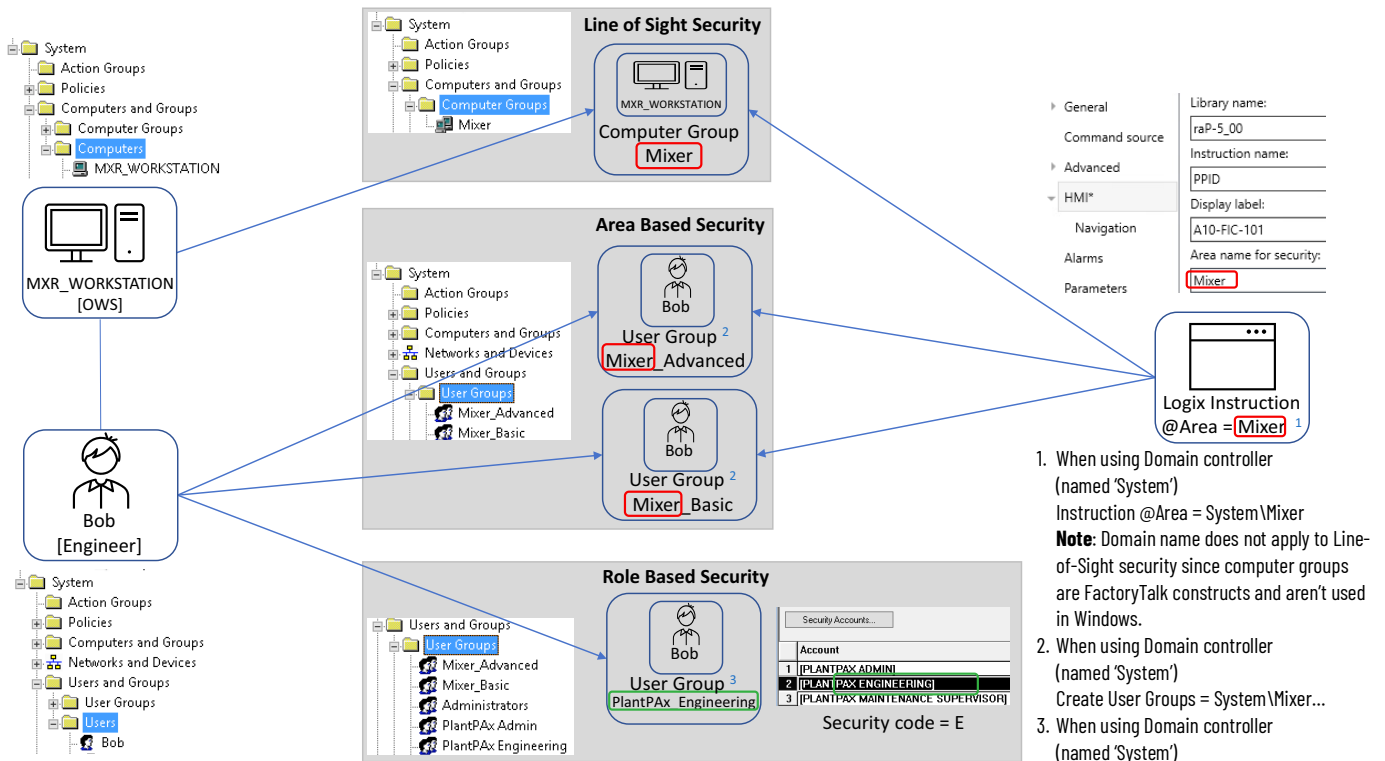 System
Action Groups
Policies
Computers and Groups
Computer Groups
Computers
MXR_WORKSTATION
MXR_WORKSTATION
[OWS]
Bob
[Engineer]
System
Action Groups
Policies
Computers and Groups
Networks and Devices
Users and Groups
User Groups
Users
Bob
System
Action Groups
Policies
Computers and Groups
Computer Groups
Mixer
Line of Sight Security
MXR_WORKSTATION
Computer Group
Mixer
Area Based Security
System
Action Groups
Policies
Computers and Groups
Networks and Devices
Users and Groups
User Groups
Mixer_Advanced
Mixer_Basic
Bob
User Group 2
Mixer_Advanced
Bob
User Group 2
Mixer_Basic
Role Based Security
Users and Groups
User Groups
Mixer_Advanced
Mixer_Basic
Administrators
PlantPAx Admin
PlantPAx Engineering
Bob
User Group 3
PlantPAx_Engineering
Security Accounts...
Account
1 [PLANTPAX ADMIN]
2 [PLANTPAX ENGINEERING]
3 [PLANTPAX MAINTENANCE SUPERVISOR]
Security code = E
General
Command source
Advanced
HMI*
Navigation
Alarms
Parameters
Library name:
raP-5_00
Instruction name:
PPID
Display label:
A10-FIC-101
Area name for security:
Mixer
Logix Instruction
@Area = Mixer 1
1. When using Domain controller
(named ‘System’)
Instruction @Area = System\Mixer
Note: Domain name does not apply to Line-
of-Sight security since computer groups
are FactoryTalk constructs and aren’t used
in Windows.
2. When using Domain controller
(named ‘System’)
Create User Groups = System\Mixer...
3. When using Domain controller
(named ‘System’)